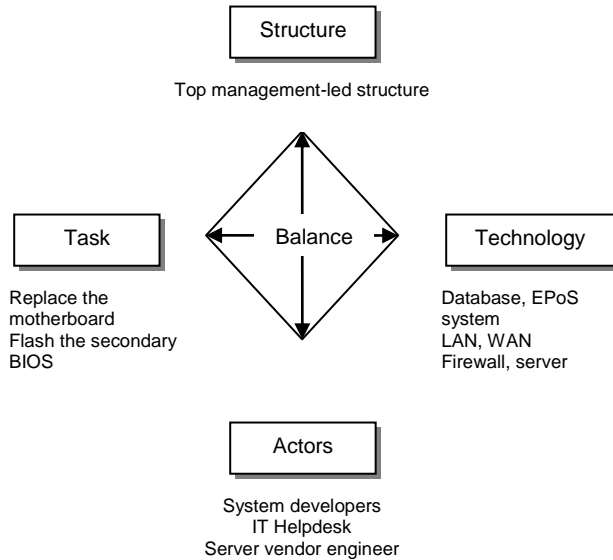 Structure
Top management-led structure
Balance
Task
Technology
Replace the
motherboard
Flash the secondary
BIOS
Database, EPoS
system
LAN, WAN
Firewall, server
Actors
System developers
IT Helpdesk
Server vendor engineer